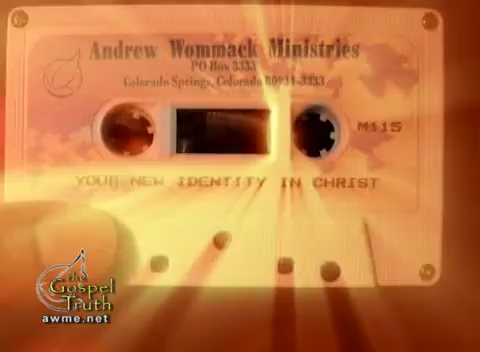 Andrew Wommack Ministries
PO Box 3333
Colorado Springs, Colorado 80934-3333
M115
YOUR NEW IDENTITY IN CHRIST
the
Gospel
Truth
awme.net